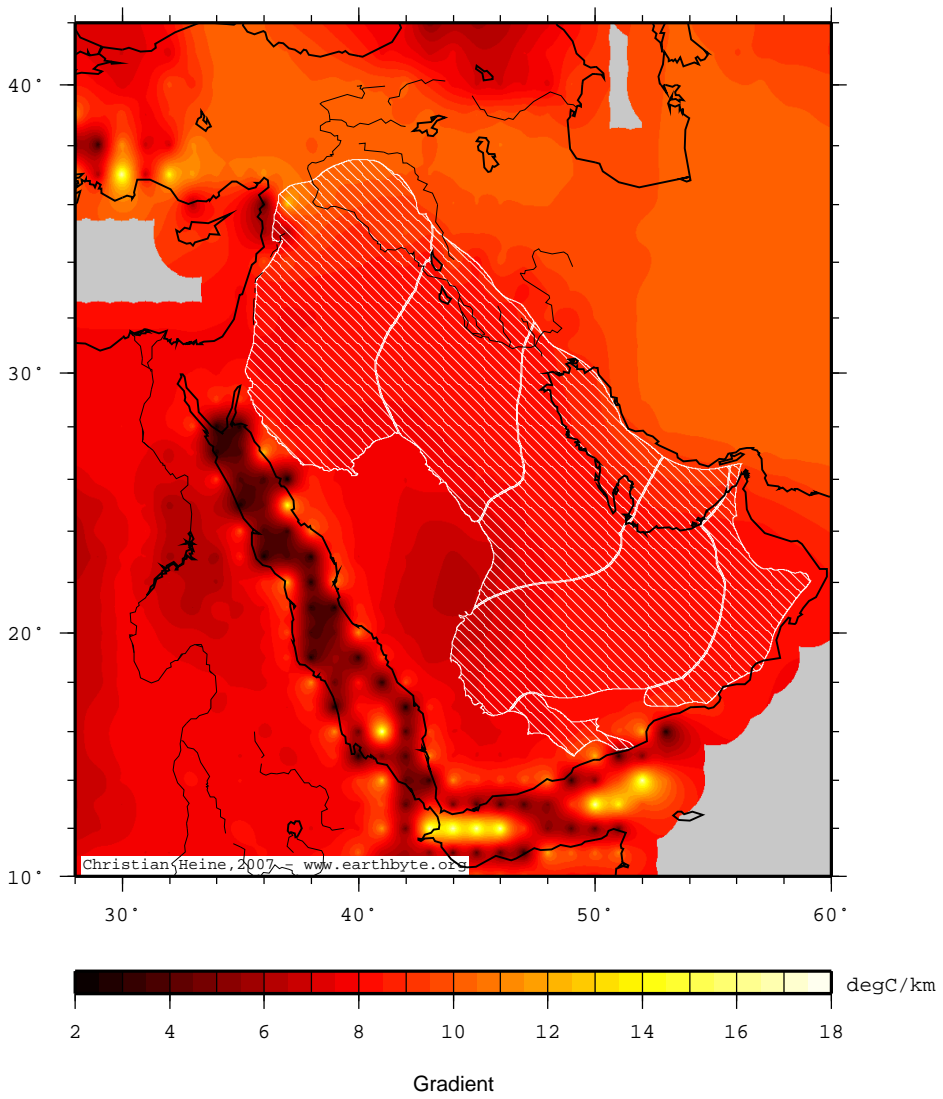 40°
30°
20°
10°
Christian Heine, 2007 – www.earthbyte.org
30° 40° 50° 60°
degC/km
2 4 6 8 10 12 14 16 18
Gradient